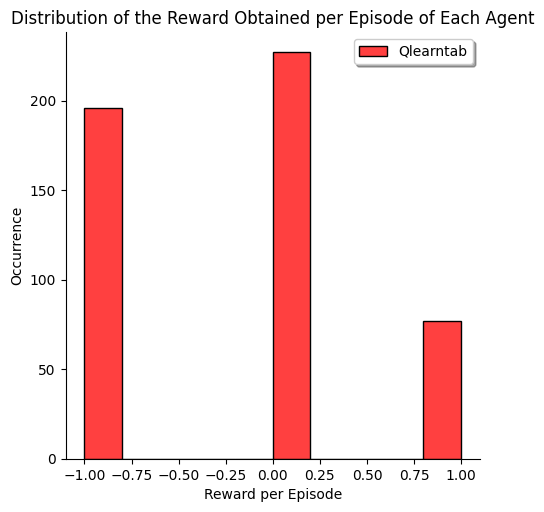 Distribution of the Reward Obtained per Episode of Each Agent
Qlearntab
200
150
100
50
0
Occurrence
−1.00 −0.75 −0.50 −0.25 0.00 0.25 0.50 0.75 1.00
Reward per Episode